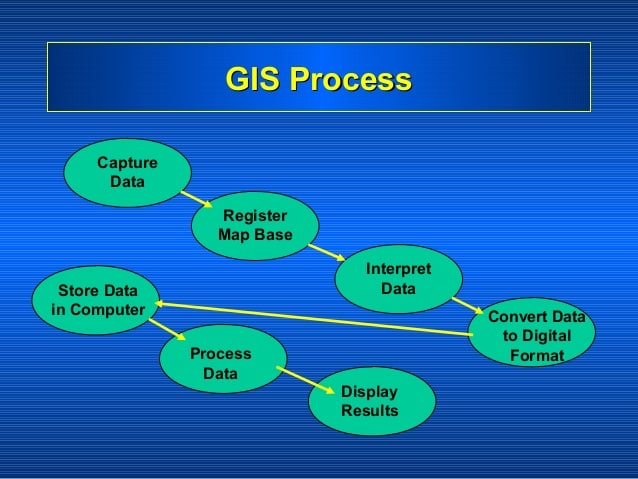 GIS Process
Capture
Data
Register
Map Base
Interpret
Data
Convert Data
to Digital
Format
Store Data
in Computer
Process
Data
Display
Results